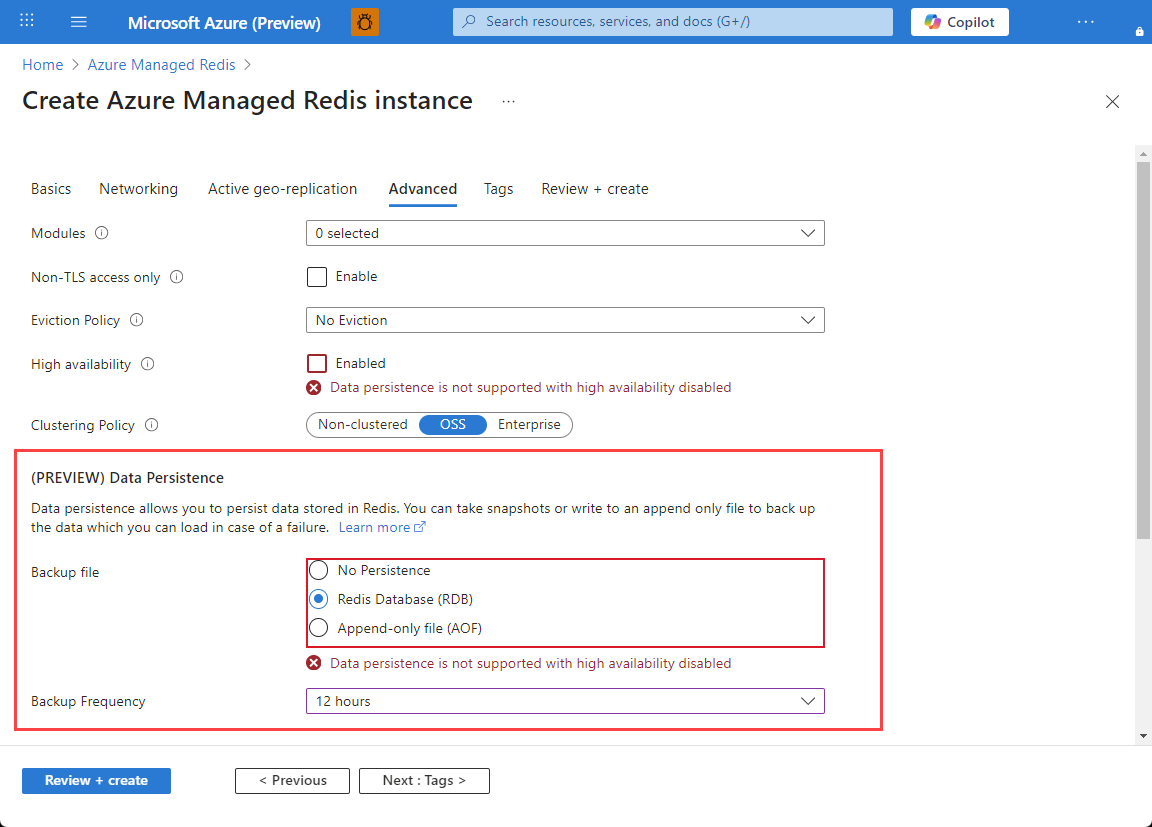 Microsoft Azure (Preview)
Search resources, services, and docs (G+/)
Copilot
Home > Azure Managed Redis >
Create Azure Managed Redis instance
Basics Networking Active geo-replication Advanced Tags Review + create
Modules 0 selected
Non-TLS access only Enable
Eviction Policy No Eviction
High availability Enabled
Data persistence is not supported with high availability disabled
Clustering Policy Non-clustered OSS Enterprise
(PREVIEW) Data Persistence
Data persistence allows you to persist data stored in Redis. You can take snapshots or write to an append only file to back up
the data which you can load in case of a failure. Learn more
Backup file No Persistence
Redis Database (RDB)
Append-only file (AOF)
Data persistence is not supported with high availability disabled
Backup Frequency 12 hours
Review + create < Previous Next : Tags >